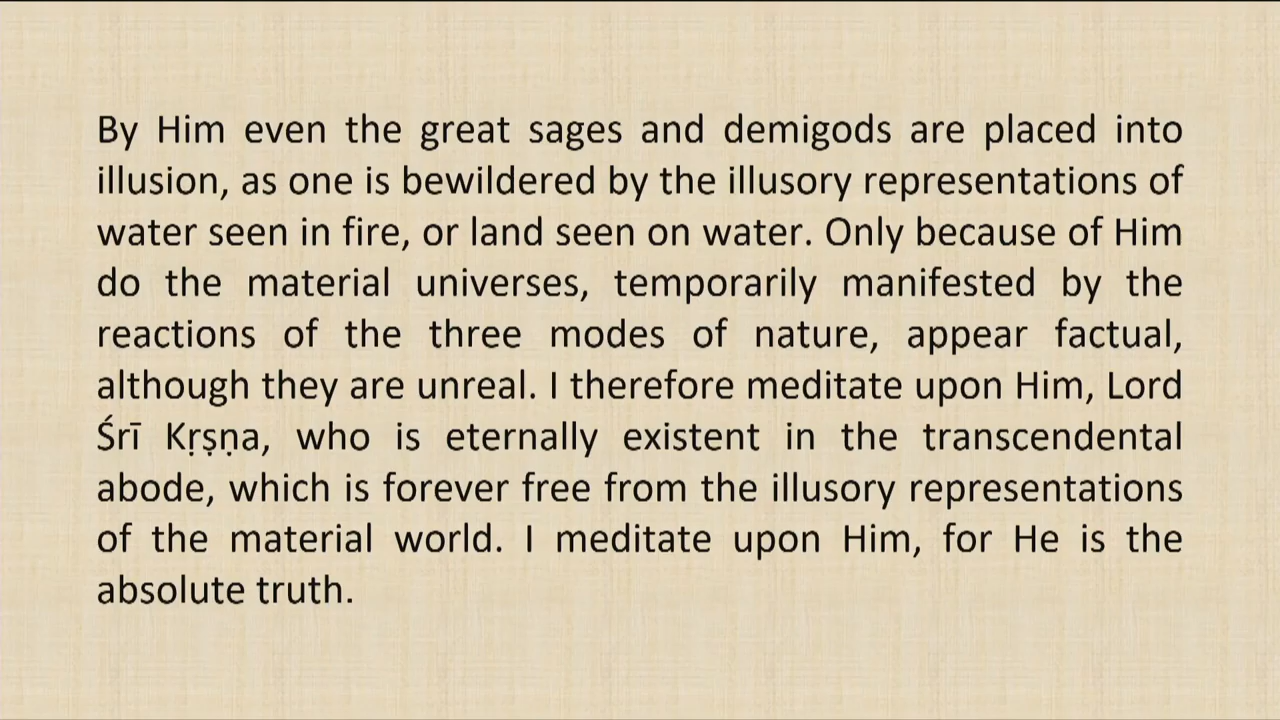 By Him even the great sages and demigods are placed into
illusion, as one is bewildered by the illusory representations of
water seen in fire, or land seen on water. Only because of Him
do the material universes, temporarily manifested by the
reactions of the three modes of nature, appear factual,
although they are unreal. I therefore meditate upon Him, Lord
Śrī Kṛṣṇa, who is eternally existent in the transcendental
abode, which is forever free from the illusory representations
of the material world. I meditate upon Him, for He is the
absolute truth.